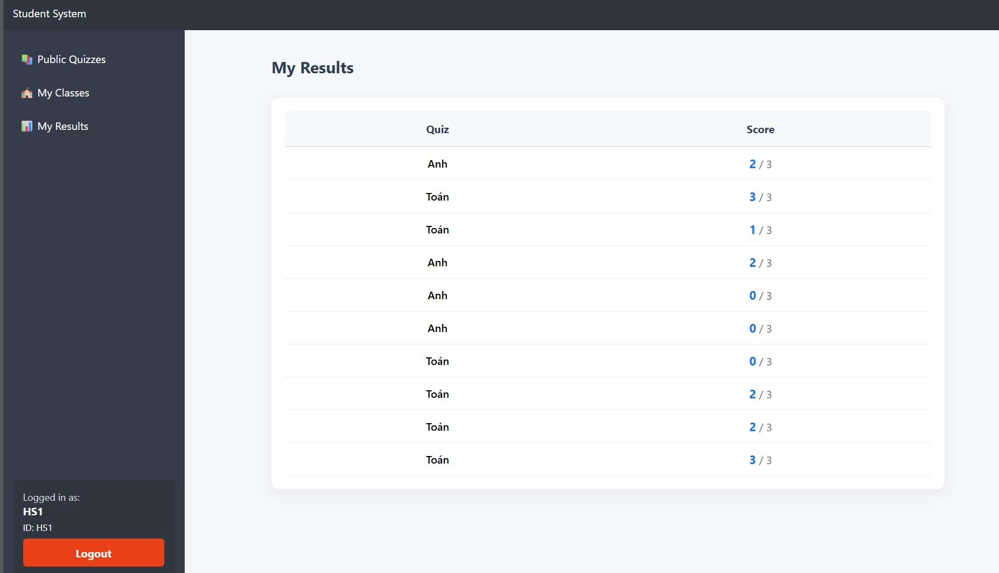 Student System
Public Quizzes
My Classes
My Results
Logged in as:
HS1
ID: HS1
Logout
My Results
Quiz Score
Anh 2 / 3
Toán 3 / 3
Toán 1 / 3
Anh 2 / 3
Anh 0 / 3
Anh 0 / 3
Toán 0 / 3
Toán 2 / 3
Toán 2 / 3
Toán 3 / 3